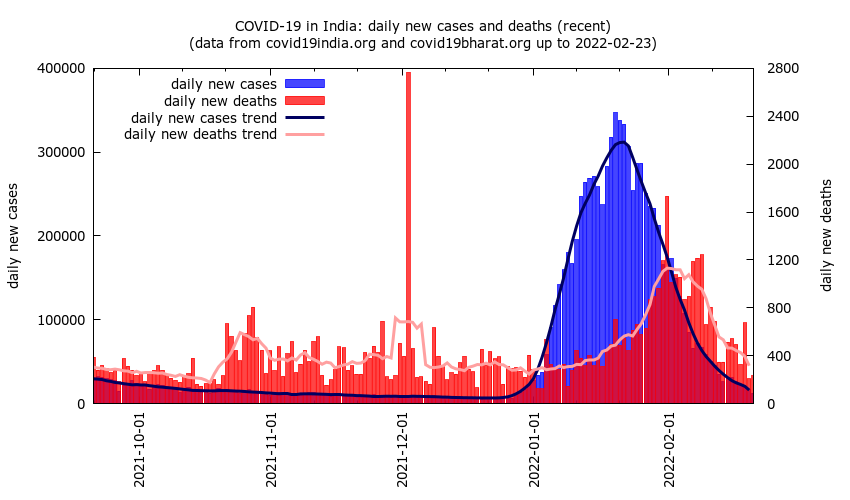 COVID-19 in India: daily new cases and deaths (recent)
(data from covid19india.org and covid19bharat.org up to 2022-02-23)
daily new cases
daily new deaths
daily new cases trend
daily new deaths trend
400000
300000
200000
100000
0
daily new cases
2800
2400
2000
1600
1200
800
400
0
daily new deaths
2021-10-01
2021-11-01
2021-12-01
2022-01-01
2022-02-01